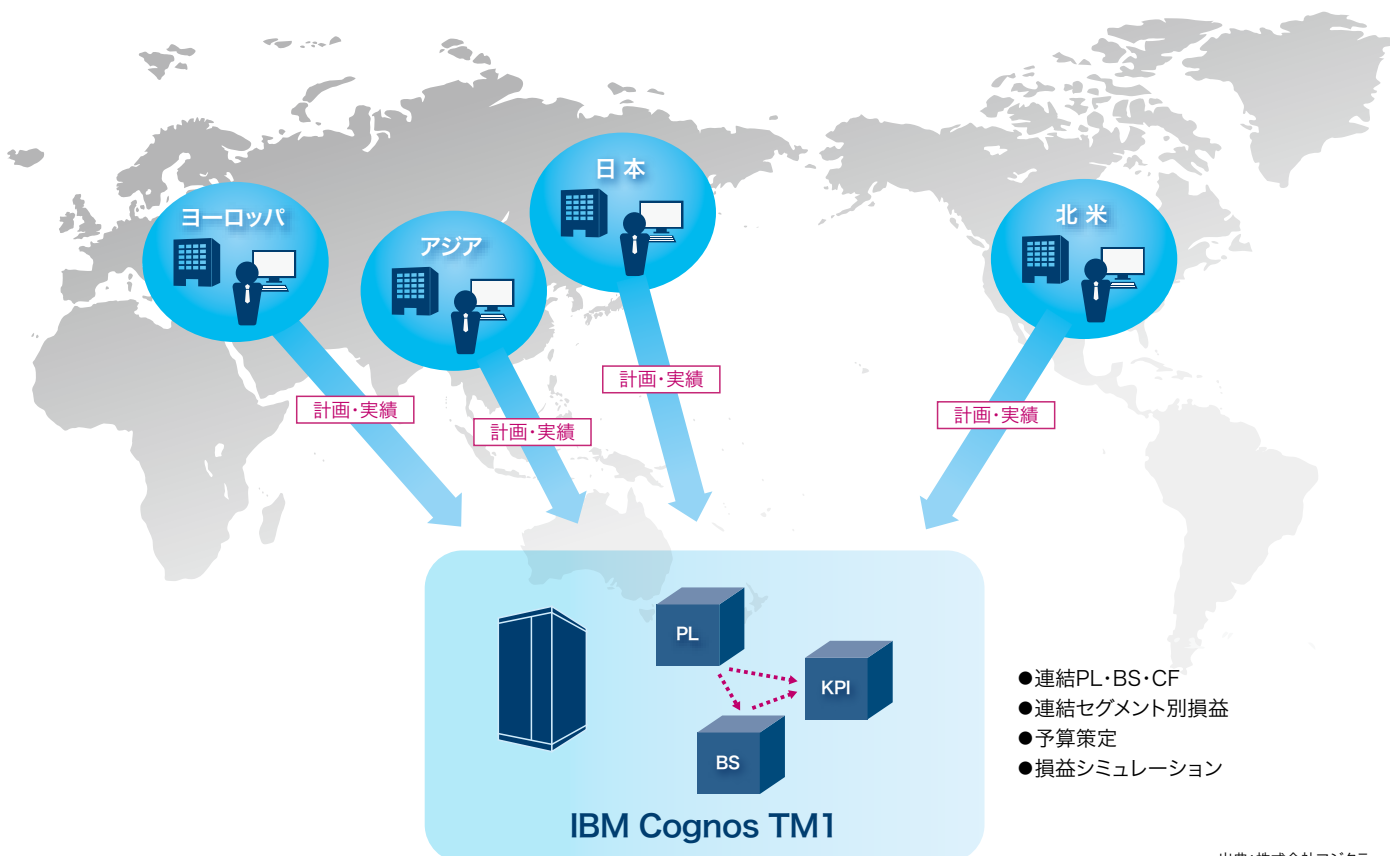 日本
ヨーロッパ
アジア
北米
計画・実績
計画・実績
計画・実績
計画・実績
PL
KPI
BS
IBM Cognos TM1
●連結PL・BS・CF
●連結セグメント別損益
●予算策定
●損益シミュレーション